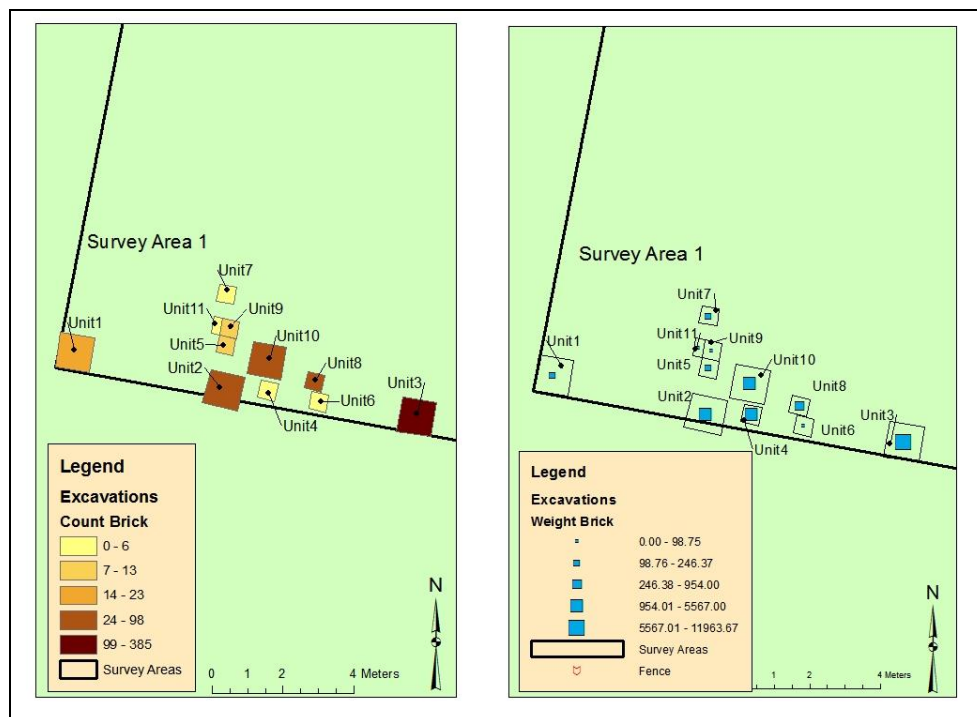 Survey Area 1
Unit7
Unit11
Unit9
Unit1
Unit5
Unit10
Unit2
Unit8
Unit3
Unit6
Unit4
Legend
Excavations
Count Brick
0 - 6
7 - 13
14 - 23
24 - 98
99 - 385
Survey Areas
N
0 1 2 4 Meters
Survey Area 1
Unit7
Unit11
Unit9
Unit1
Unit5
Unit10
Unit2
Unit8
Unit3
Unit6
Unit4
Legend
Excavations
Weight Brick
0.00 - 98.75
98.76 - 246.37
246.38 - 954.00
954.01 - 5567.00
5567.01 - 11963.67
Survey Areas
Fence
N
1 2 4 Meters